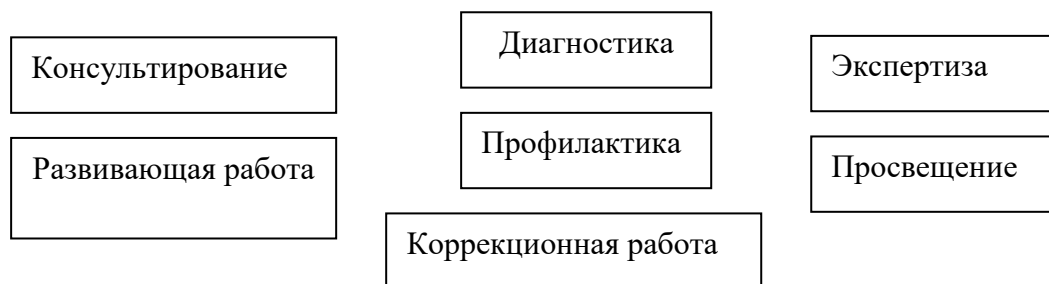 Диагностика
Консультирование
Экспертиза
Профилактика
Развивающая работа
Просвещение
Коррекционная работа